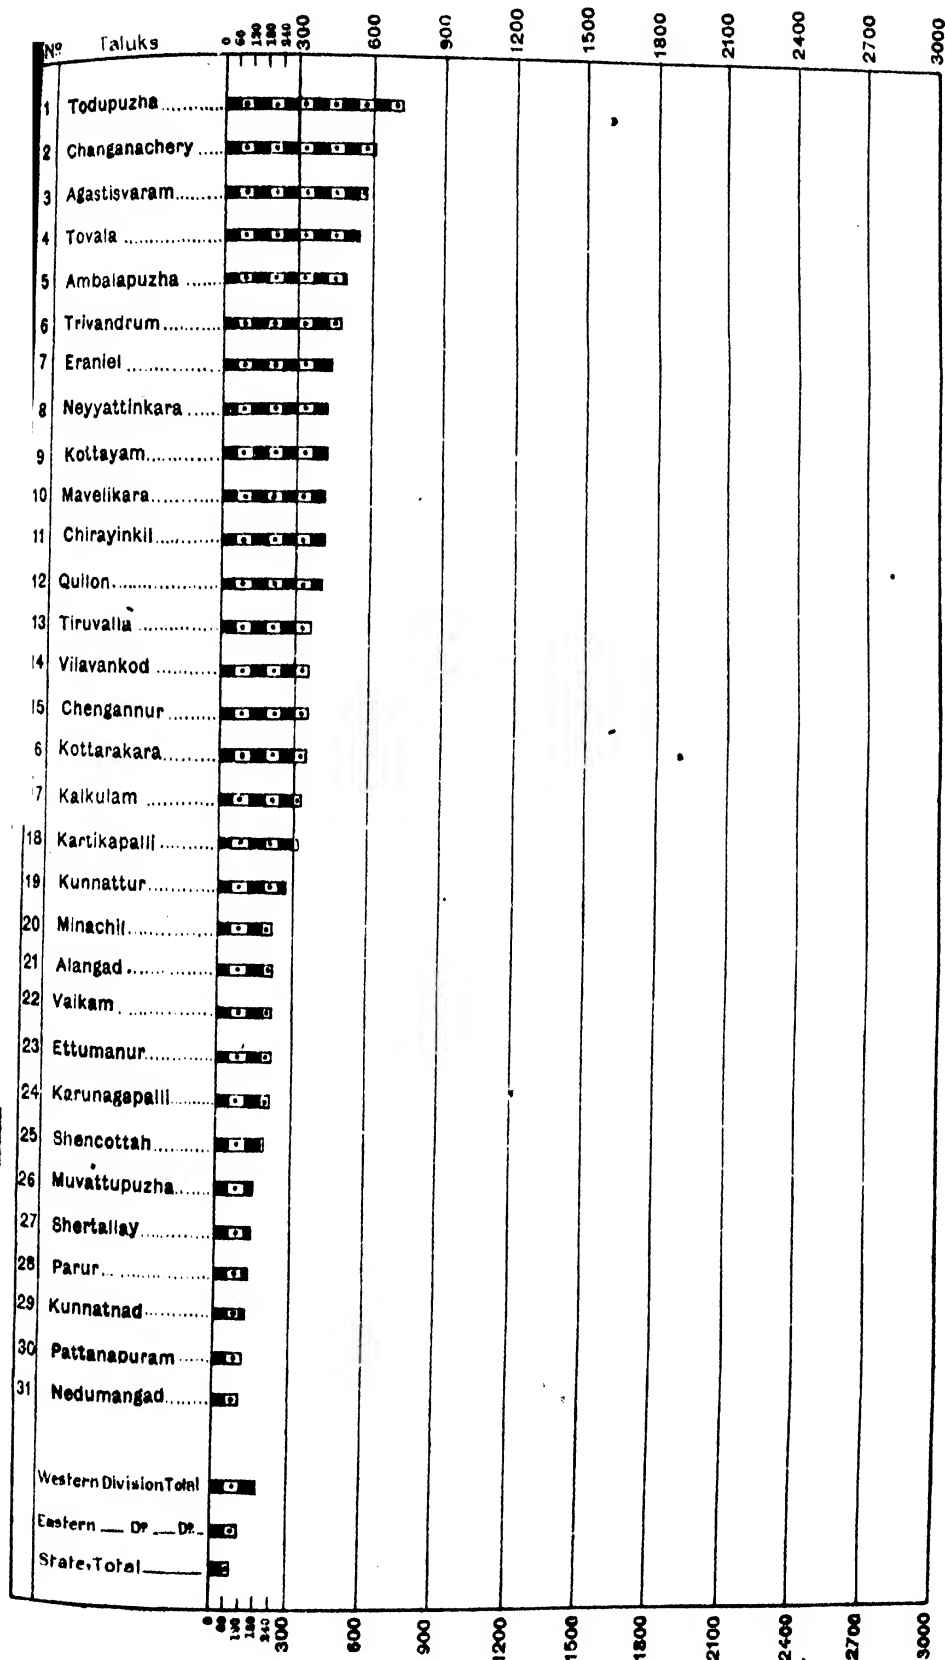 Nº Taluks 0 60 120 180 240 300 600 900 1200 1500 1800 2100 2400 2700 3000
1 Todupuzha
2 Changanachery
3 Agastisvaram
4 Tovala
5 Ambalapuzha
6 Trivandrum
7 Eraniel
8 Neyyattinkara
9 Kottayam
10 Mavelikara
11 Chirayinkil
12 Quilon
13 Tiruvalla
14 Vilavankod
15 Chengannur
6 Kottarakara
7 Kalkulam
18 Kartikapalli
19 Kunnattur
20 Minachil
21 Alangad
22 Vaikam
23 Ettumanur
24 Karunagapalli
25 Shencottah
26 Muvattupuzha
27 Shertallay
28 Parur
29 Kunnatnad
30 Pattanapuram
31 Nedumangad
Western Division Total
Eastern Dº Dº
State, Total
0 60 180 240 300 600 900 1200 1500 1800 2100 2400 2700 3000